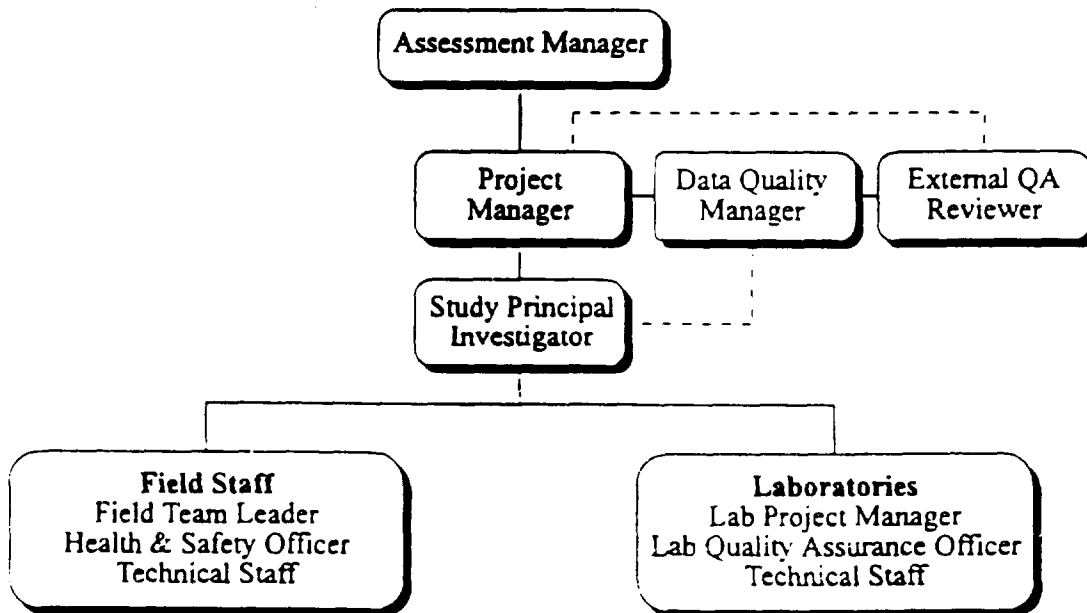 Assessment Manager
Project
Manager
Data Quality
Manager
External QA
Reviewer
Study Principal
Investigator
Field Staff
Field Team Leader
Health & Safety Officer
Technical Staff
Laboratories
Lab Project Manager
Lab Quality Assurance Officer
Technical Staff